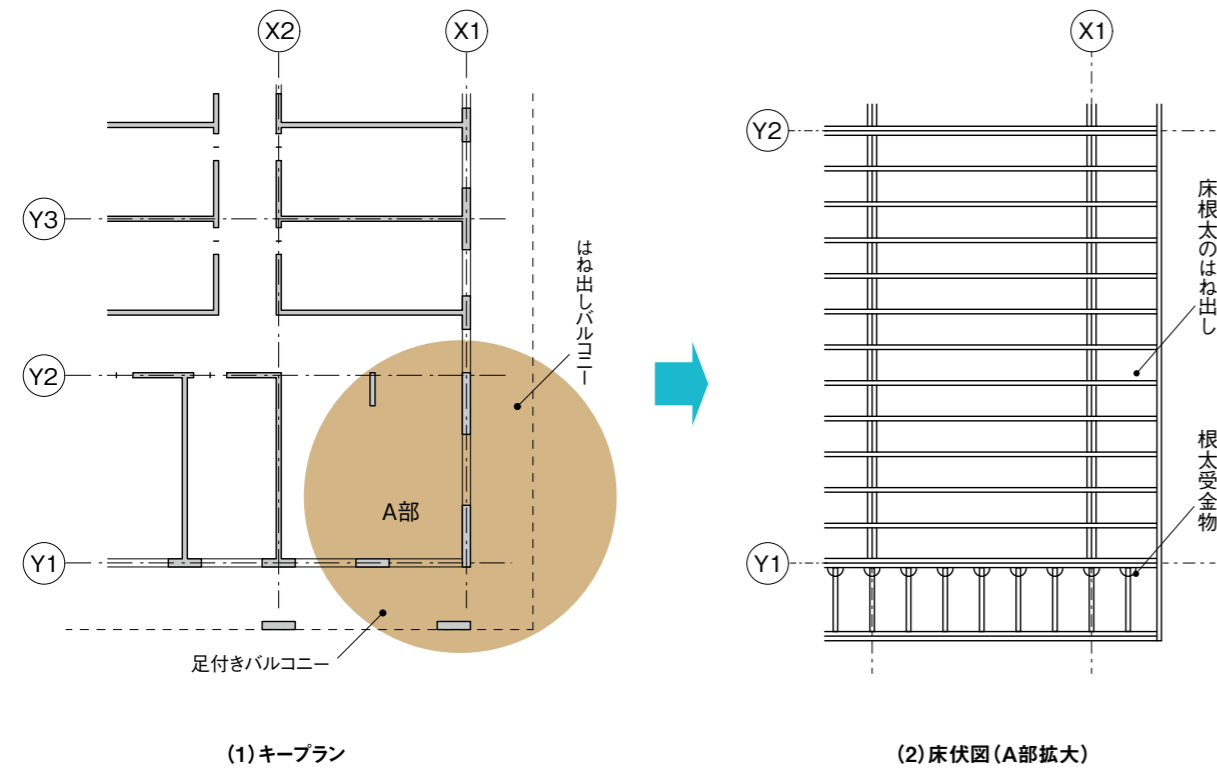 X2
X1
Y3
Y2
Y1
はね出しバルコニー
A部
足付きバルコニー
(1)キープラン
X1
Y2
Y1
床根太のはね出し
根太受金物
(2)床伏図(A部拡大)